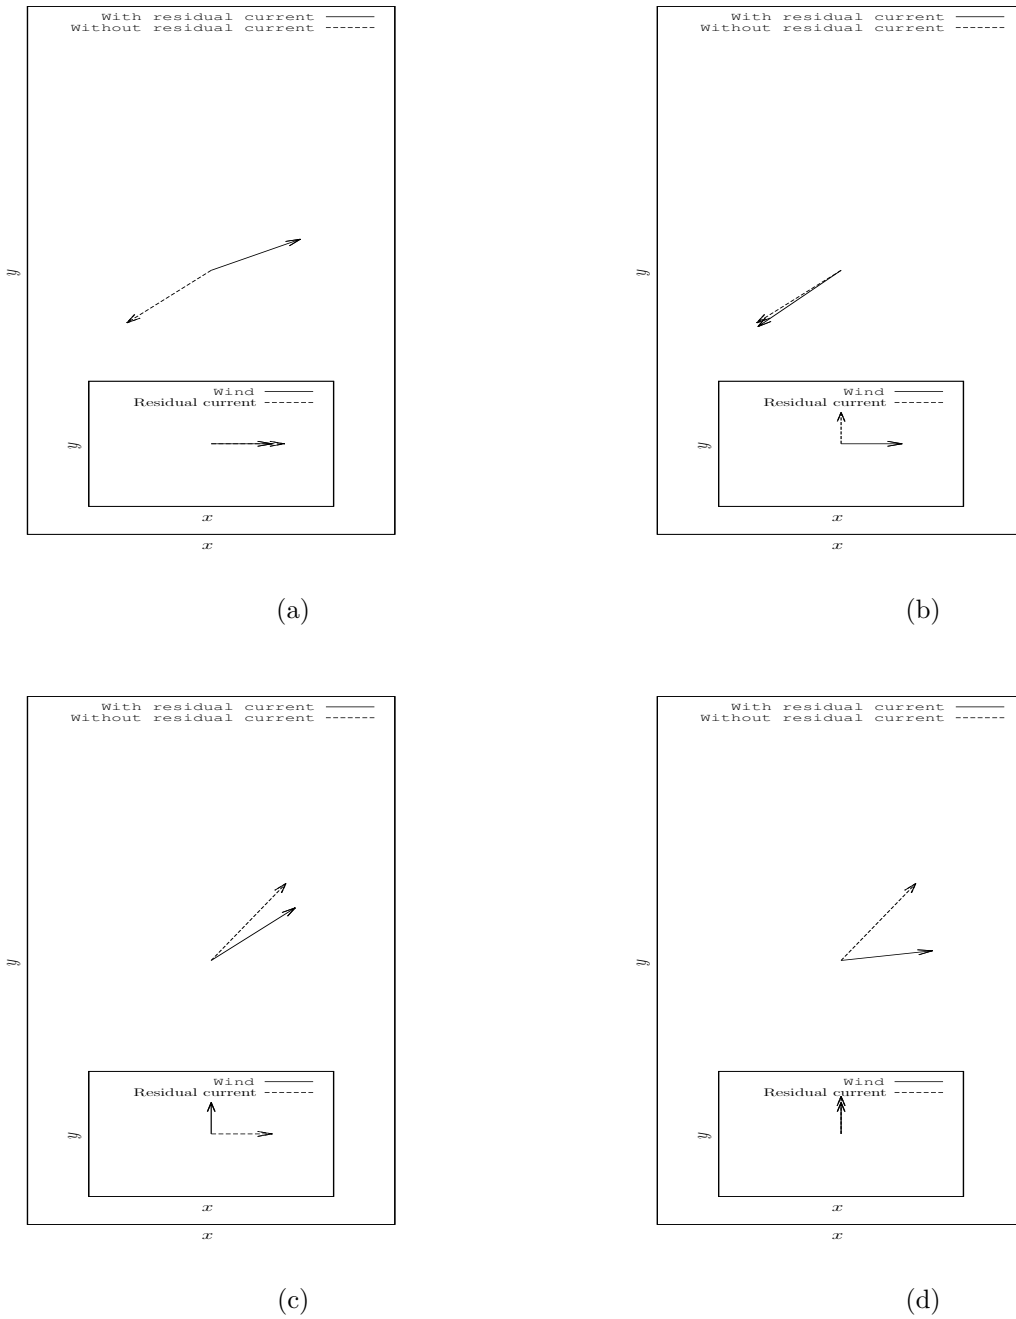 With residual current
Without residual current
y
Wind
Residual current
y
x
x
(a)
With residual current
Without residual current
y
Wind
Residual current
y
x
(b)
With residual current
Without residual current
y
Wind
Residual current
y
x
x
(c)
With residual current
Without residual current
y
Wind
Residual current
y
x
(d)